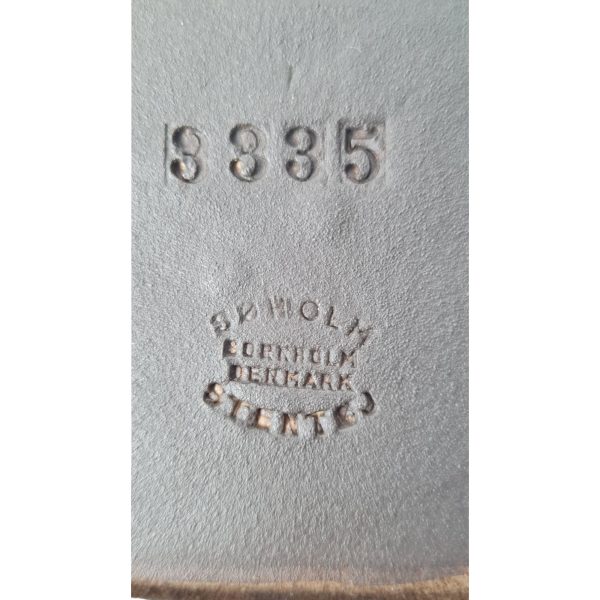 3335
SØHOLM
BORNHOLM
DENMARK
STENTØJ